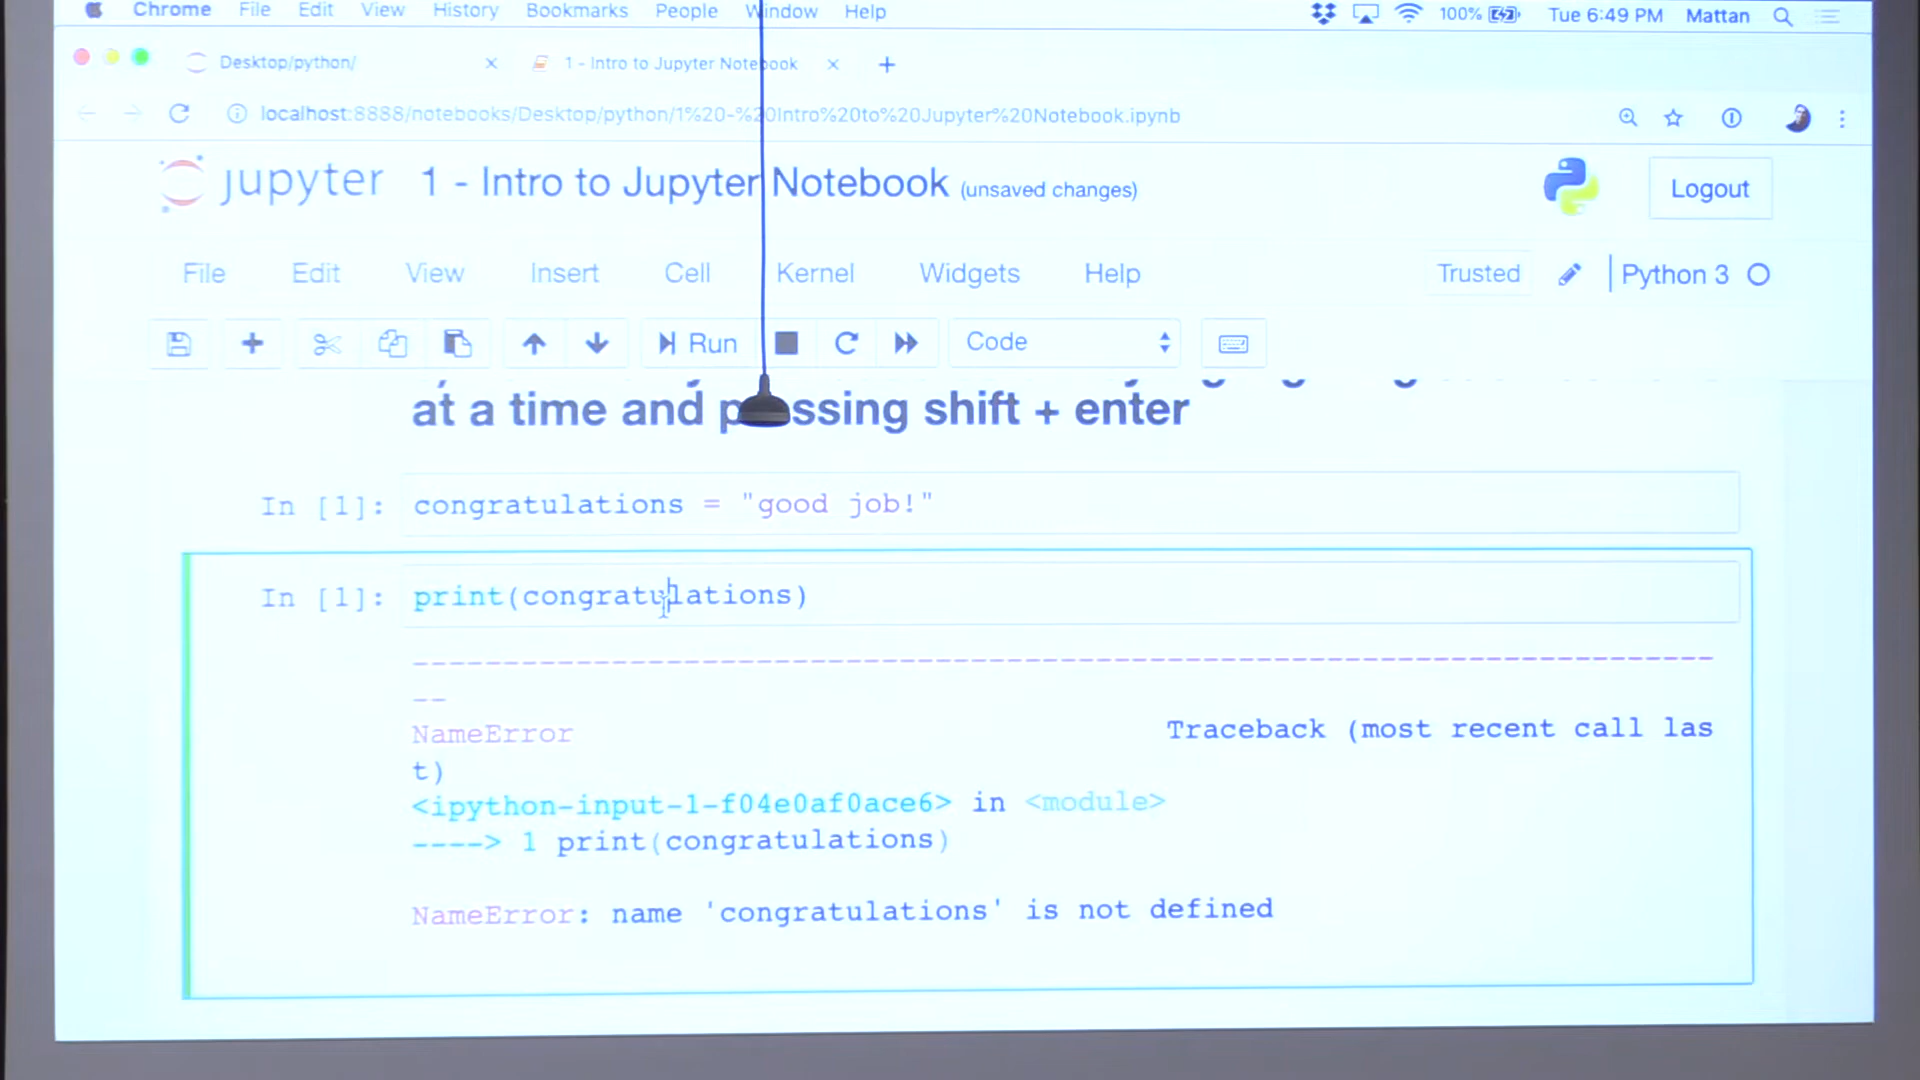 Chrome File Edit View History Bookmarks People Window Help 100% Tue 6:49 PM Mattan
Desktop/python/ 1 - Intro to Jupyter Notebook
localhost:8888/notebooks/Desktop/python/1%20-%20Intro%20to%20Jupyter%20Notebook.ipynb
jupyter 1 - Intro to Jupyter Notebook (unsaved changes) Logout
File Edit View Insert Cell Kernel Widgets Help Trusted Python 3
Run Code
at a time and pressing shift + enter
In [1]: congratulations = "good job!"
In [1]: print(congratulations)
--------------------------------------------------------------------------
--
NameError Traceback (most recent call las
t)
<ipython-input-1-f04e0af0ace6> in <module>
----> 1 print(congratulations)
NameError: name 'congratulations' is not defined